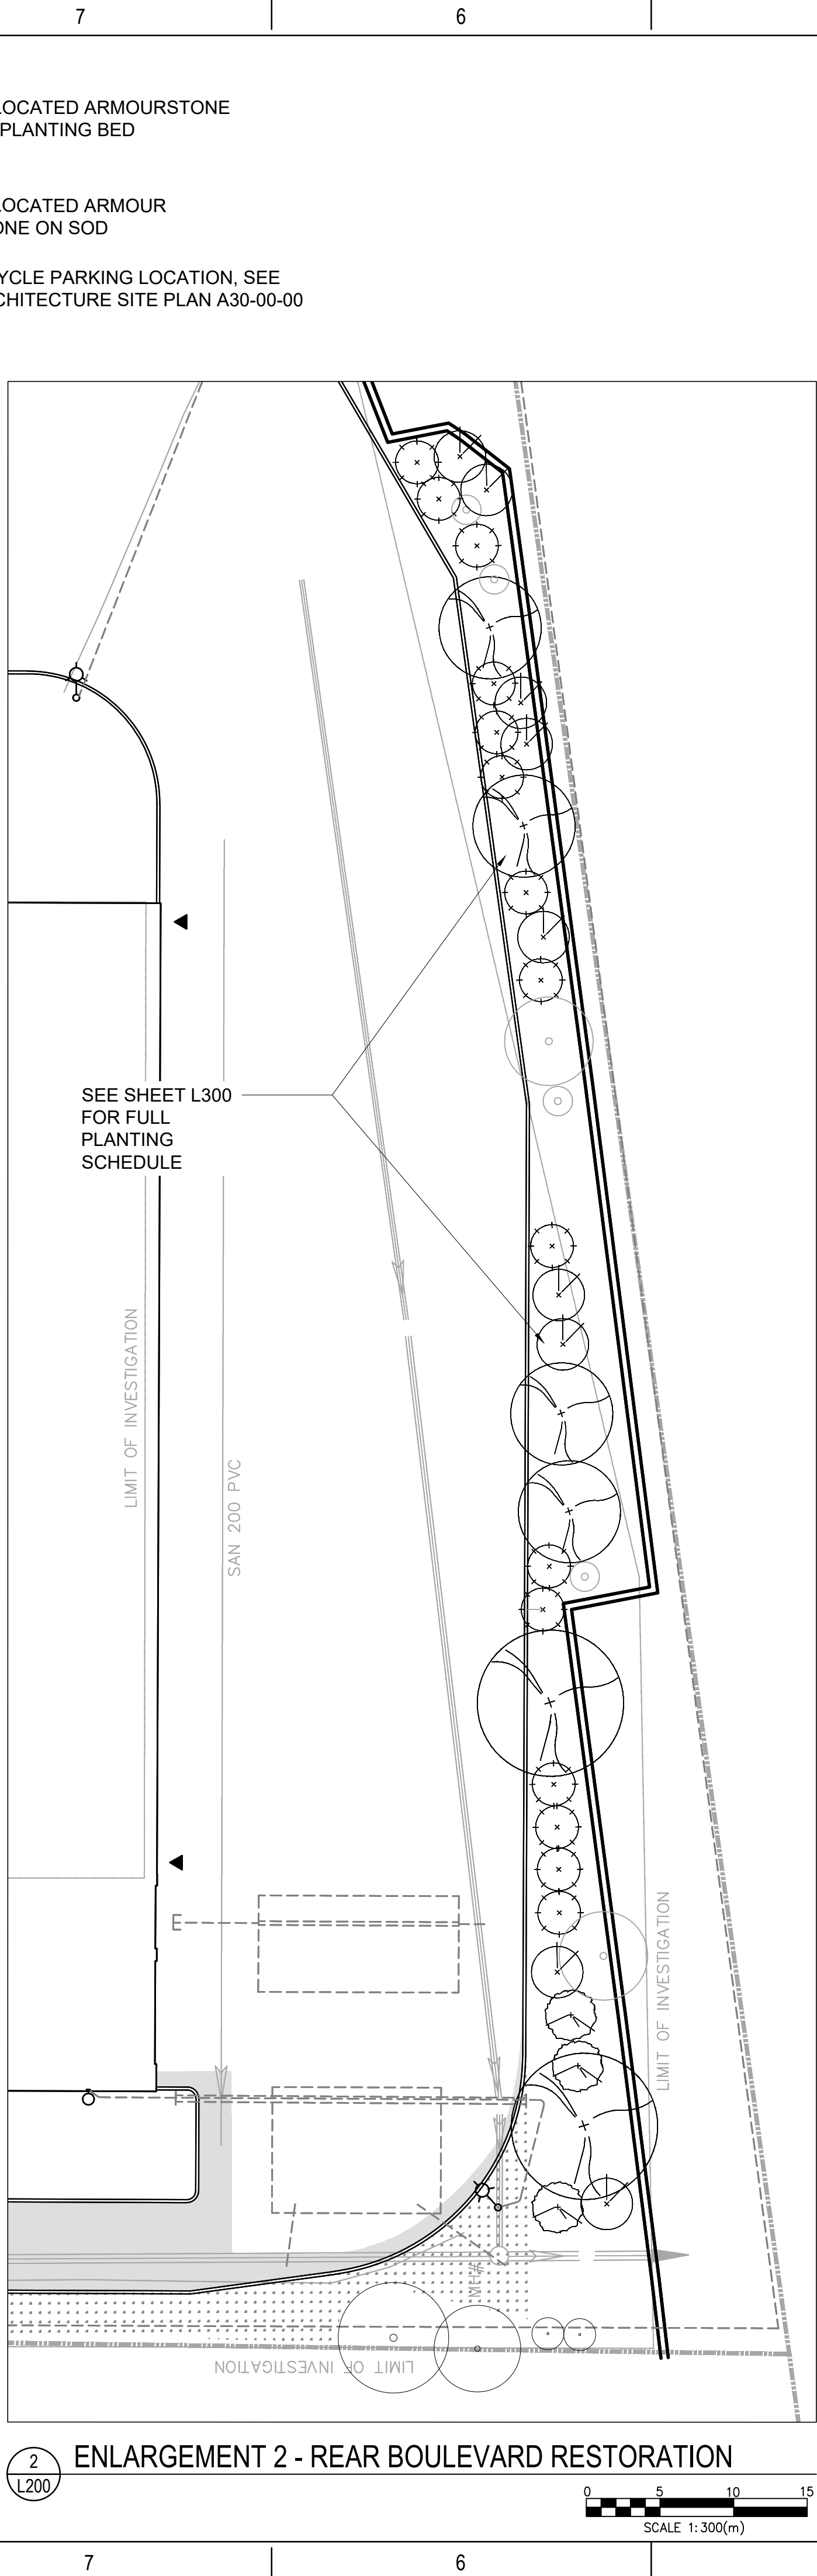 7
6
LOCATED ARMOURSTONE
PLANTING BED
LOCATED ARMOUR
ONE ON SOD
YCLE PARKING LOCATION, SEE
CHITECTURE SITE PLAN A30-00-00
SEE SHEET L300
FOR FULL
PLANTING
SCHEDULE
LIMIT OF INVESTIGATION
SAN 200 PVC
LIMIT OF INVESTIGATION
MH#
LIMIT OF INVESTIGATION
2
L200
ENLARGEMENT 2 - REAR BOULEVARD RESTORATION
0 5 10 15
SCALE 1:300(m)
7
6